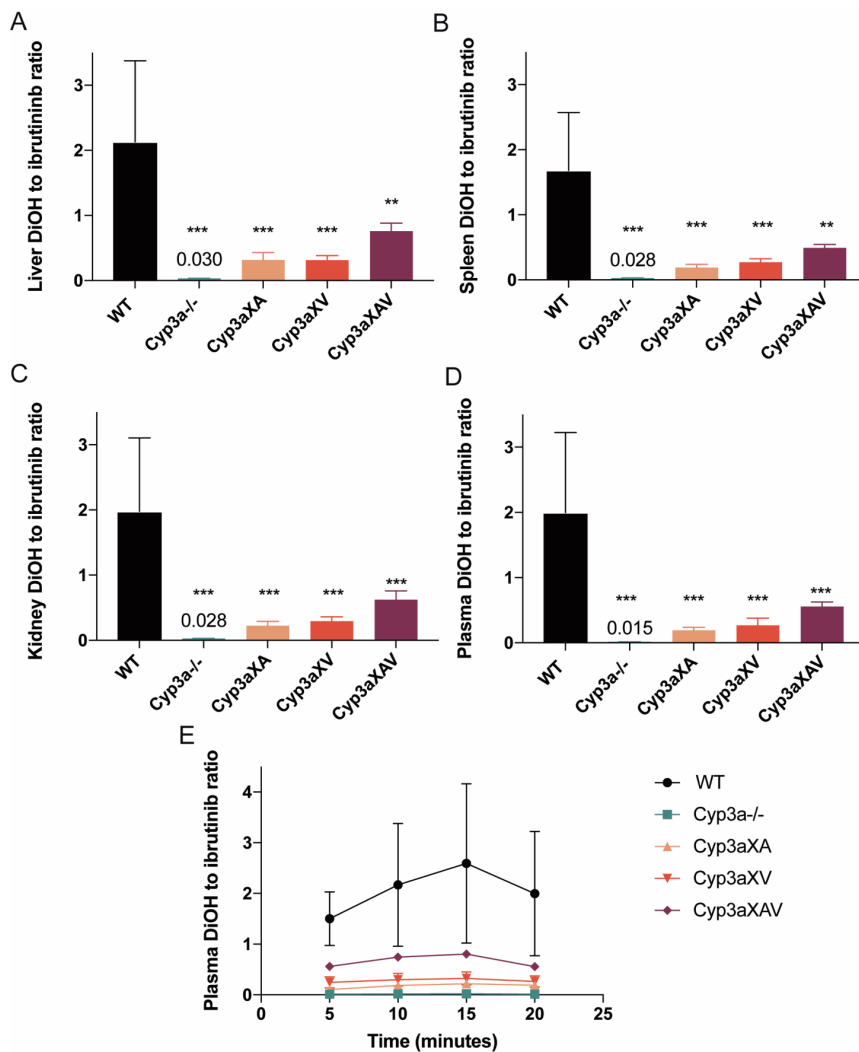 A
Liver DiOH to ibrutininb ratio
3
2
1
0
***
0.030
***
***
**
WT
Cyp3a-/-
Cyp3aXA
Cyp3aXV
Cyp3aXAV
B
Spleen DiOH to ibrutinib ratio
3
2
1
0
***
0.028
***
***
**
WT
Cyp3a-/-
Cyp3aXA
Cyp3aXV
Cyp3aXAV
C
Kidney DiOH to ibrutinib ratio
3
2
1
0
***
0.028
***
***
***
WT
Cyp3a-/-
Cyp3aXA
Cyp3aXV
Cyp3aXAV
D
Plasma DiOH to ibrutinib ratio
3
2
1
0
***
0.015
***
***
***
WT
Cyp3a-/-
Cyp3aXA
Cyp3aXV
Cyp3aXAV
E
Plasma DiOH to ibrutinib ratio
4
3
2
1
0
0
5
10
15
20
25
Time (minutes)
WT
Cyp3a-/-
Cyp3aXA
Cyp3aXV
Cyp3aXAV